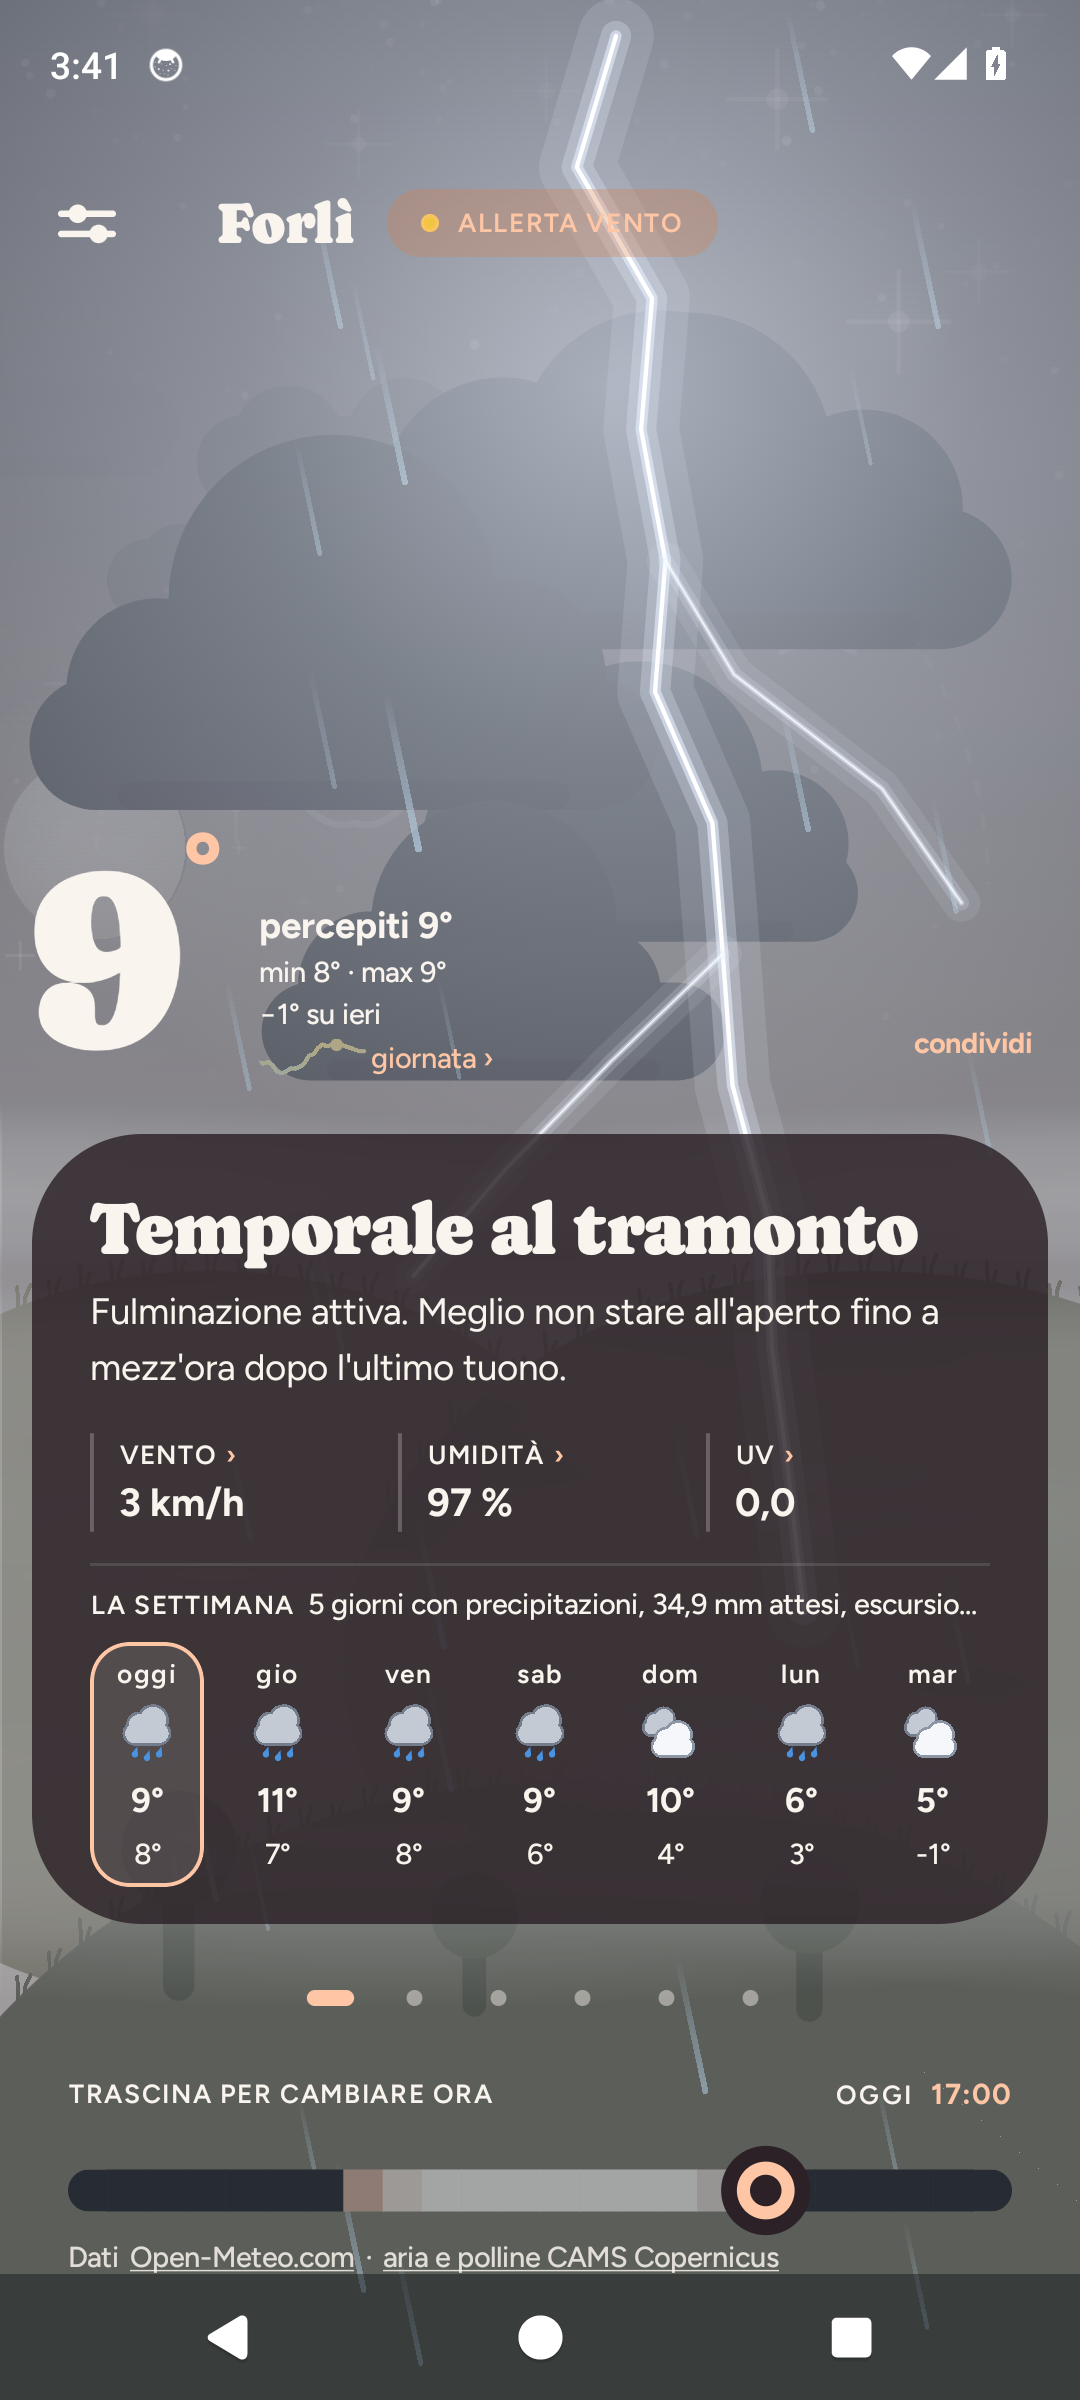 3:41
Forlì
ALLERTA VENTO
9°
percepiti 9°
min 8° · max 9°
−1° su ieri
giornata ›
condividi
Temporale al tramonto
Fulminazione attiva. Meglio non stare all'aperto fino a
mezz'ora dopo l'ultimo tuono.
VENTO › UMIDITÀ › UV ›
3 km/h 97 % 0,0
LA SETTIMANA 5 giorni con precipitazioni, 34,9 mm attesi, escursio…
oggi gio ven sab dom lun mar
9° 11° 9° 9° 10° 6° 5°
8° 7° 8° 6° 4° 3° -1°
TRASCINA PER CAMBIARE ORA OGGI 17:00
Dati Open-Meteo.com · aria e polline CAMS Copernicus